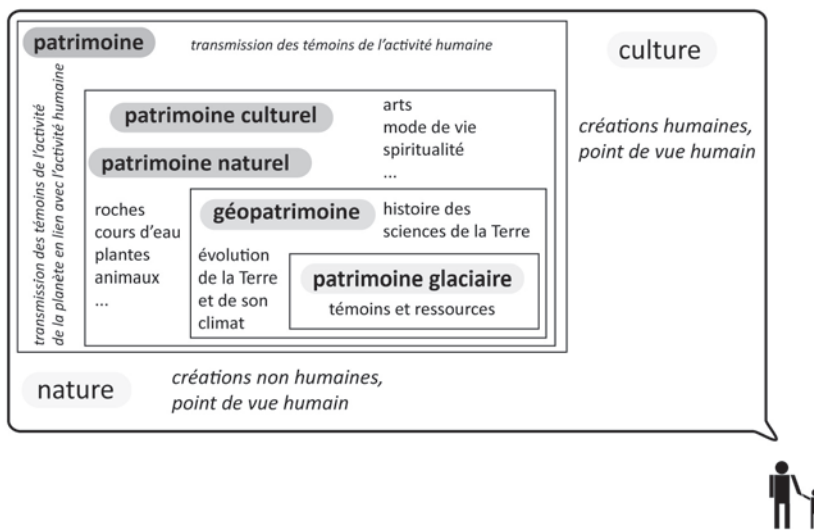 patrimoine
transmission des témoins de l'activité humaine
culture
créations humaines,
point de vue humain
transmission des témoins de l'activité
de la planète en lien avec l'activité humaine
patrimoine culturel
arts
mode de vie
spiritualité
...
patrimoine naturel
roches
cours d'eau
plantes
animaux
...
géopatrimoine
histoire des
sciences de la Terre
évolution
de la Terre
et de son
climat
patrimoine glaciaire
témoins et ressources
nature
créations non humaines,
point de vue humain